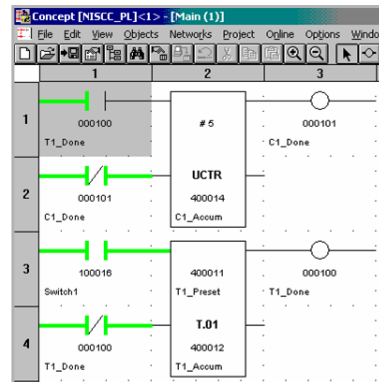 Concept [NISCC_PL]<1> - [Main (1)]
File Edit View Objects Networks Project Online Options Windo
1 2 3
1
000100 # 5 000101
T1_Done C1_Done
UCTR
2
000101 400014
C1_Done C1_Accum
3
100016 400011 000100
Switch1 T1_Preset T1_Done
T.01
4
000100 400012
T1_Done T1_Accum